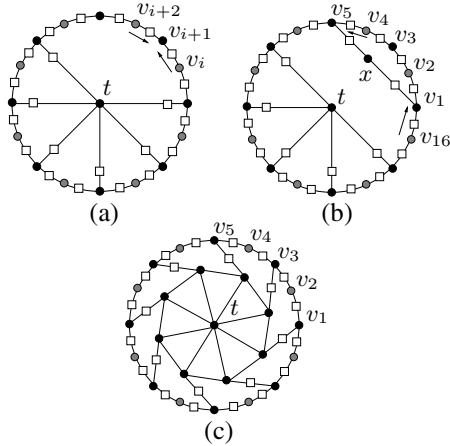 v_{i+2}
v_{i+1}
v_i
t
(a)
v_5
v_4
v_3
v_2
x
v_1
t
v_{16}
(b)
v_5
v_4
v_3
v_2
t
v_1
(c)